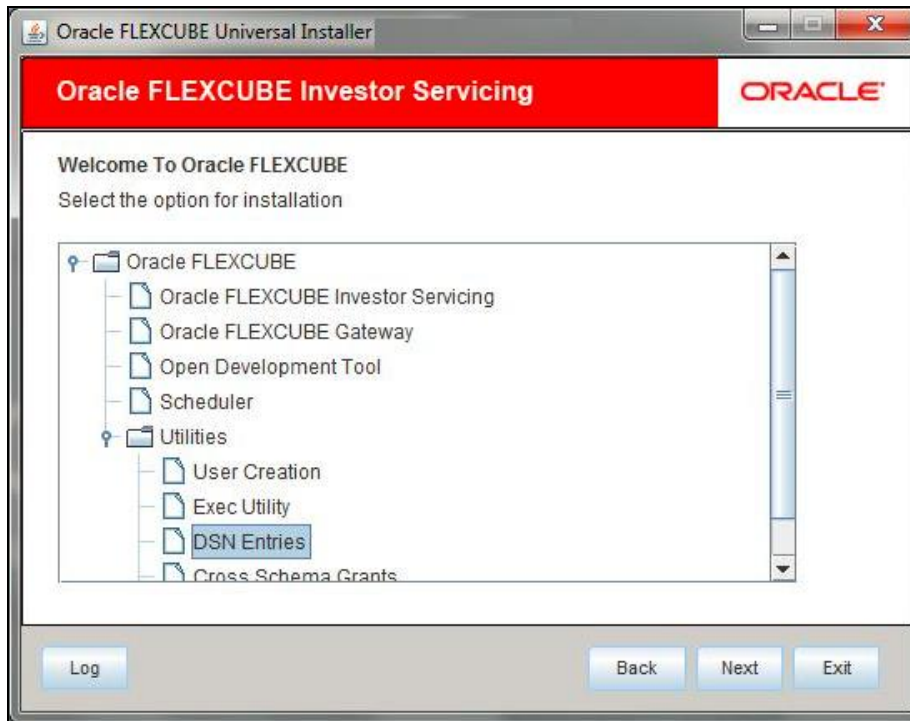 Oracle FLEXCUBE Universal Installer
Oracle FLEXCUBE Investor Servicing
ORACLE
Welcome To Oracle FLEXCUBE
Select the option for installation
Oracle FLEXCUBE
Oracle FLEXCUBE Investor Servicing
Oracle FLEXCUBE Gateway
Open Development Tool
Scheduler
Utilities
User Creation
Exec Utility
DSN Entries
Cross Schema Grants
Log Back Next Exit